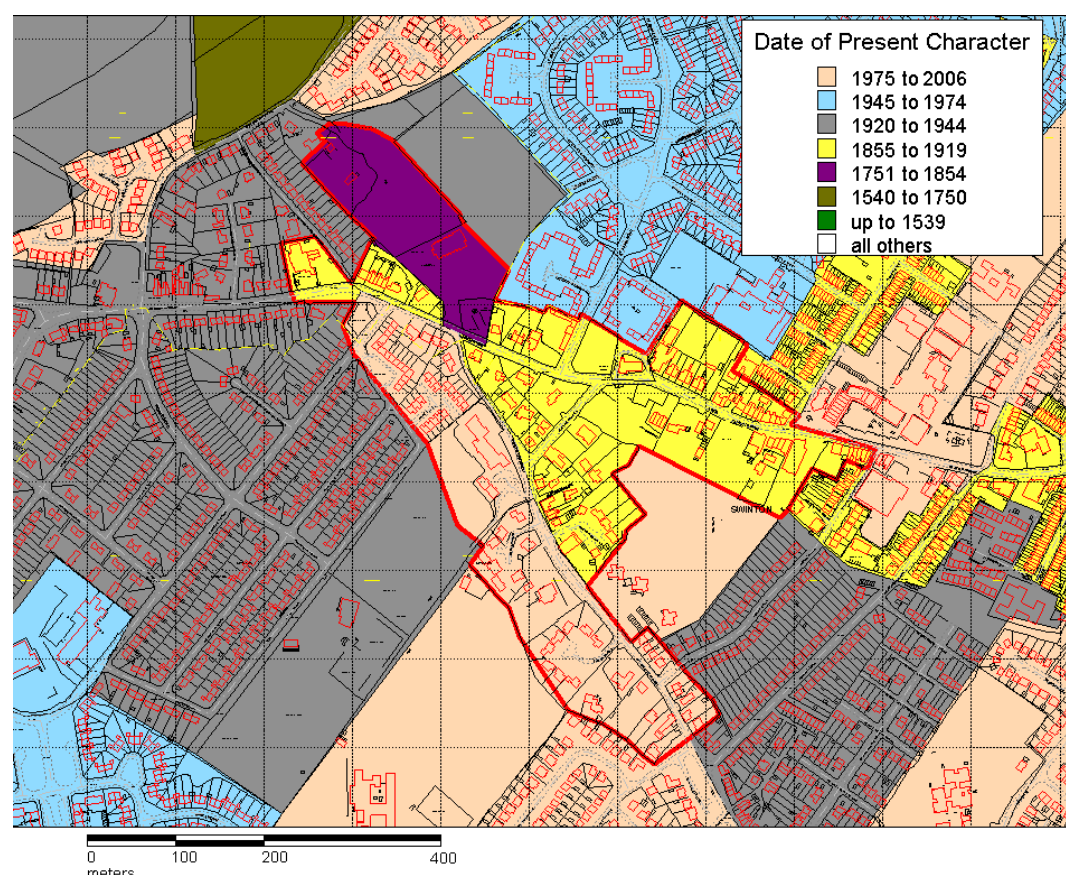 Date of Present Character
1975 to 2006
1945 to 1974
1920 to 1944
1855 to 1919
1751 to 1854
1540 to 1750
up to 1539
all others
SWINTON
0 100 200 400
meters